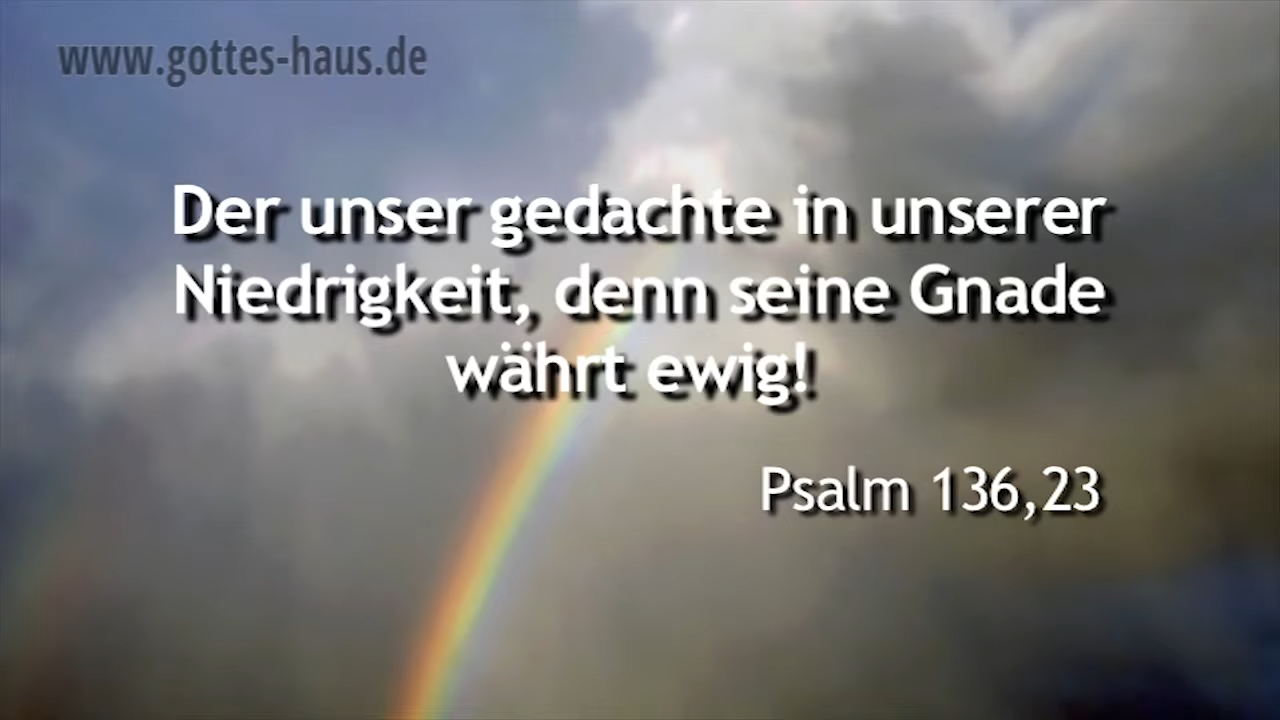 www.gottes-haus.de
Der unser gedachte in unserer
Niedrigkeit, denn seine Gnade
währt ewig!
Psalm 136,23